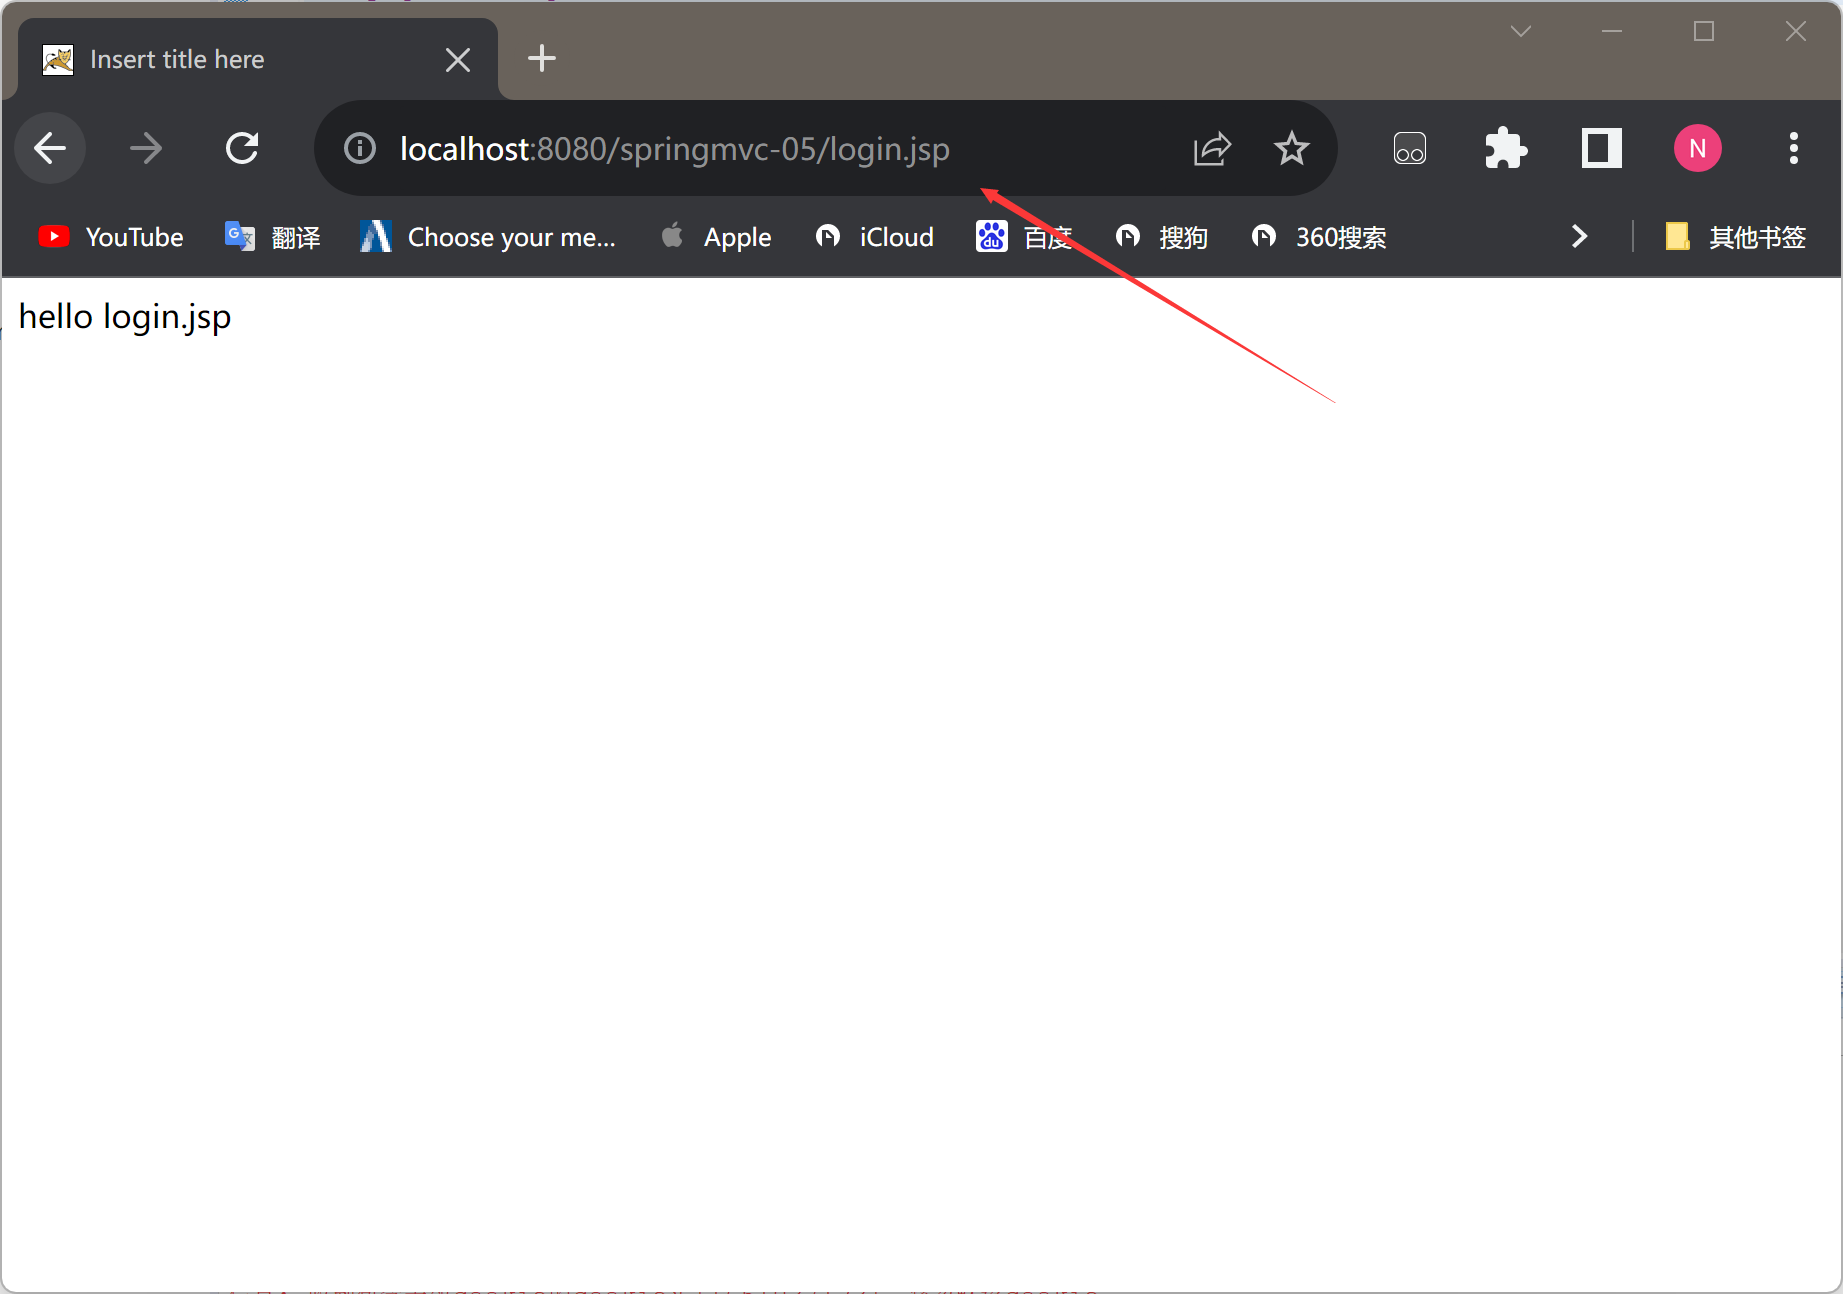 Insert title here
localhost:8080/springmvc-05/login.jsp
N
YouTube 翻译 Choose your me... Apple iCloud 百度 搜狗 360搜索 其他书签
hello login.jsp